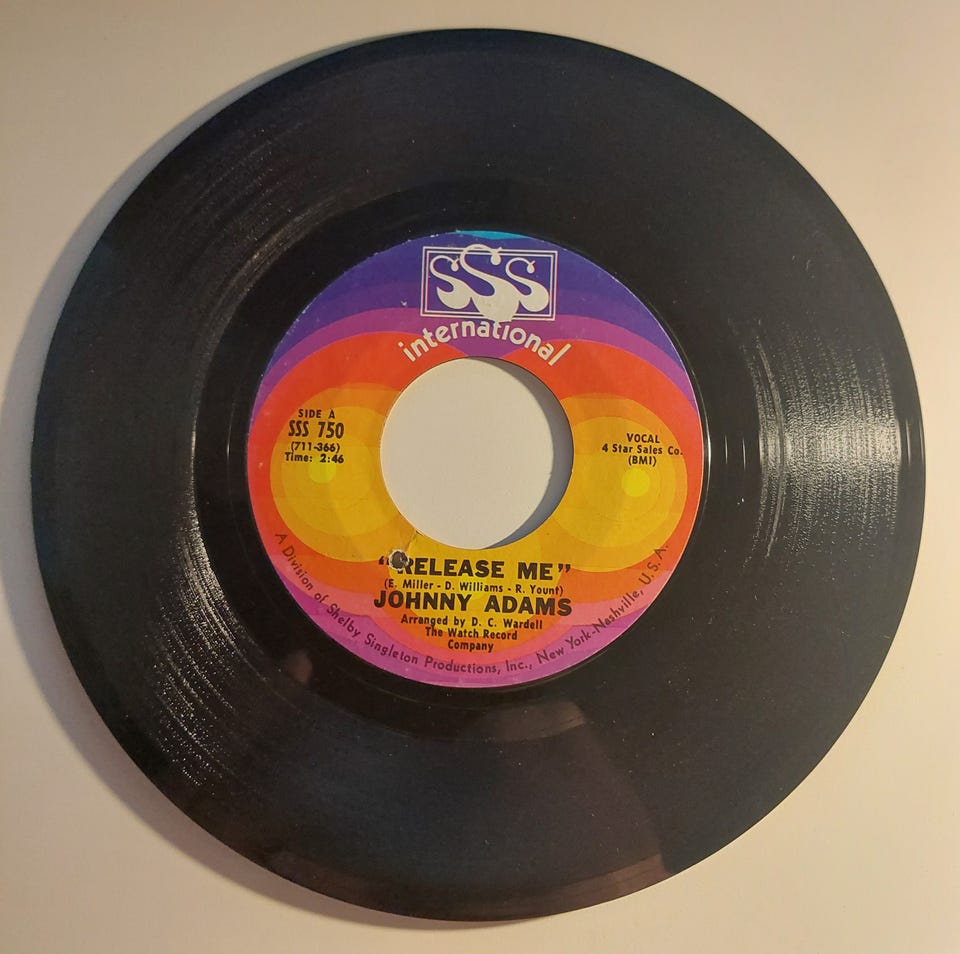 SSS
international
SIDE A
SSS 750
(711-366)
Time: 2:46
VOCAL
4 Star Sales Co.
(BMI)
"RELEASE ME"
(E. Miller - D. Williams - R. Yount)
JOHNNY ADAMS
Arranged by D. C. Wardell
The Watch Record
Company
A Division of Shelby Singleton Productions, Inc., New York-Nashville, U.S.A.